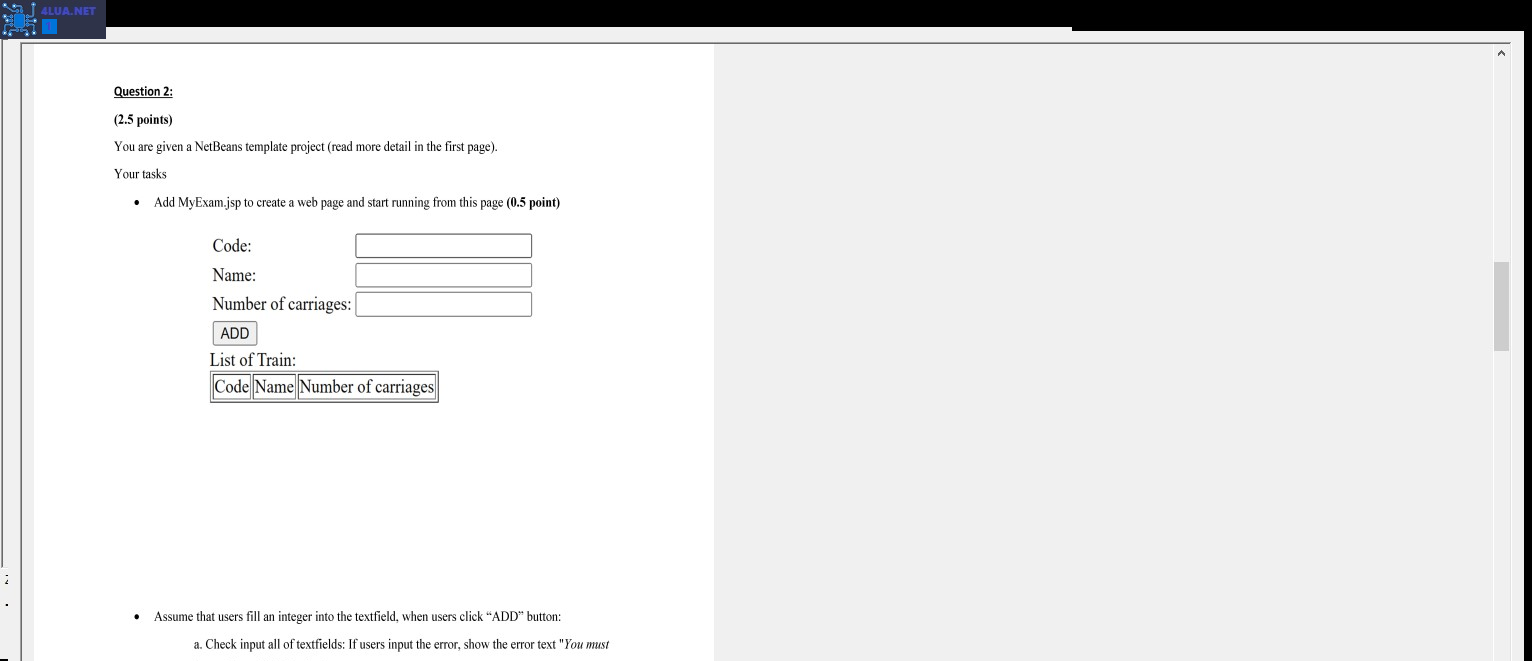 4LUA.NET
Question 2:
(2.5 points)
You are given a NetBeans template project (read more detail in the first page).
Your tasks
• Add MyExam.jsp to create a web page and start running from this page (0.5 point)
Code:
Name:
Number of carriages:
ADD
List of Train:
Code Name Number of carriages
• Assume that users fill an integer into the textfield, when users click “ADD” button:
a. Check input all of textfields: If users input the error, show the error text "You must